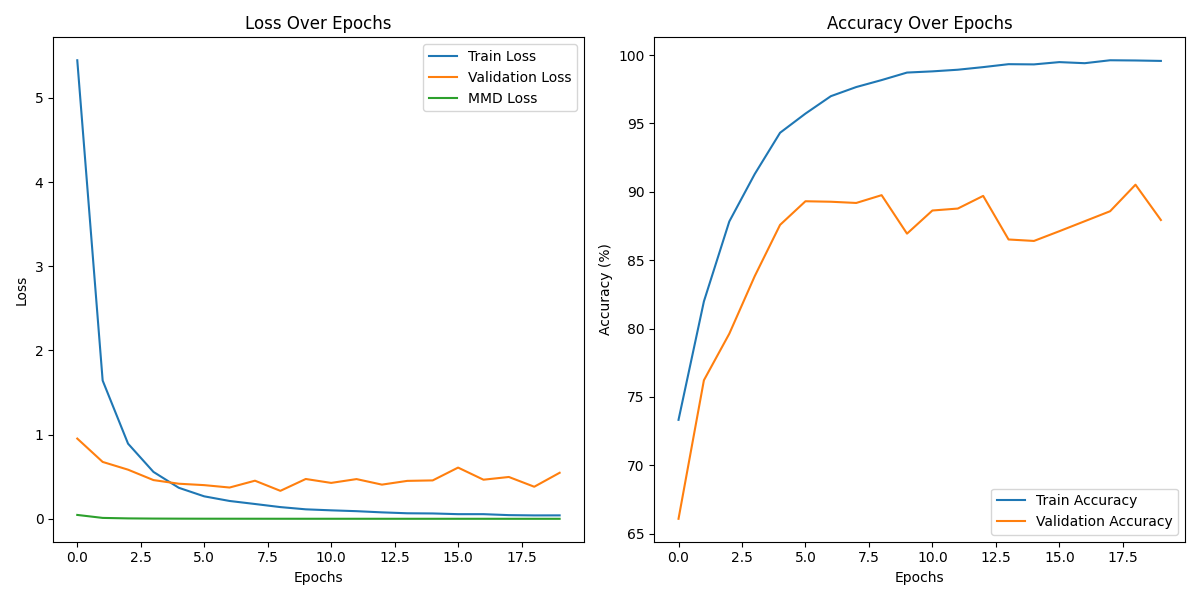 Loss Over Epochs
Train Loss
Validation Loss
MMD Loss
5
4
3
2
1
0
Loss
0.0 2.5 5.0 7.5 10.0 12.5 15.0 17.5
Epochs
Accuracy Over Epochs
100
95
90
85
80
75
70
65
Accuracy (%)
Train Accuracy
Validation Accuracy
0.0 2.5 5.0 7.5 10.0 12.5 15.0 17.5
Epochs